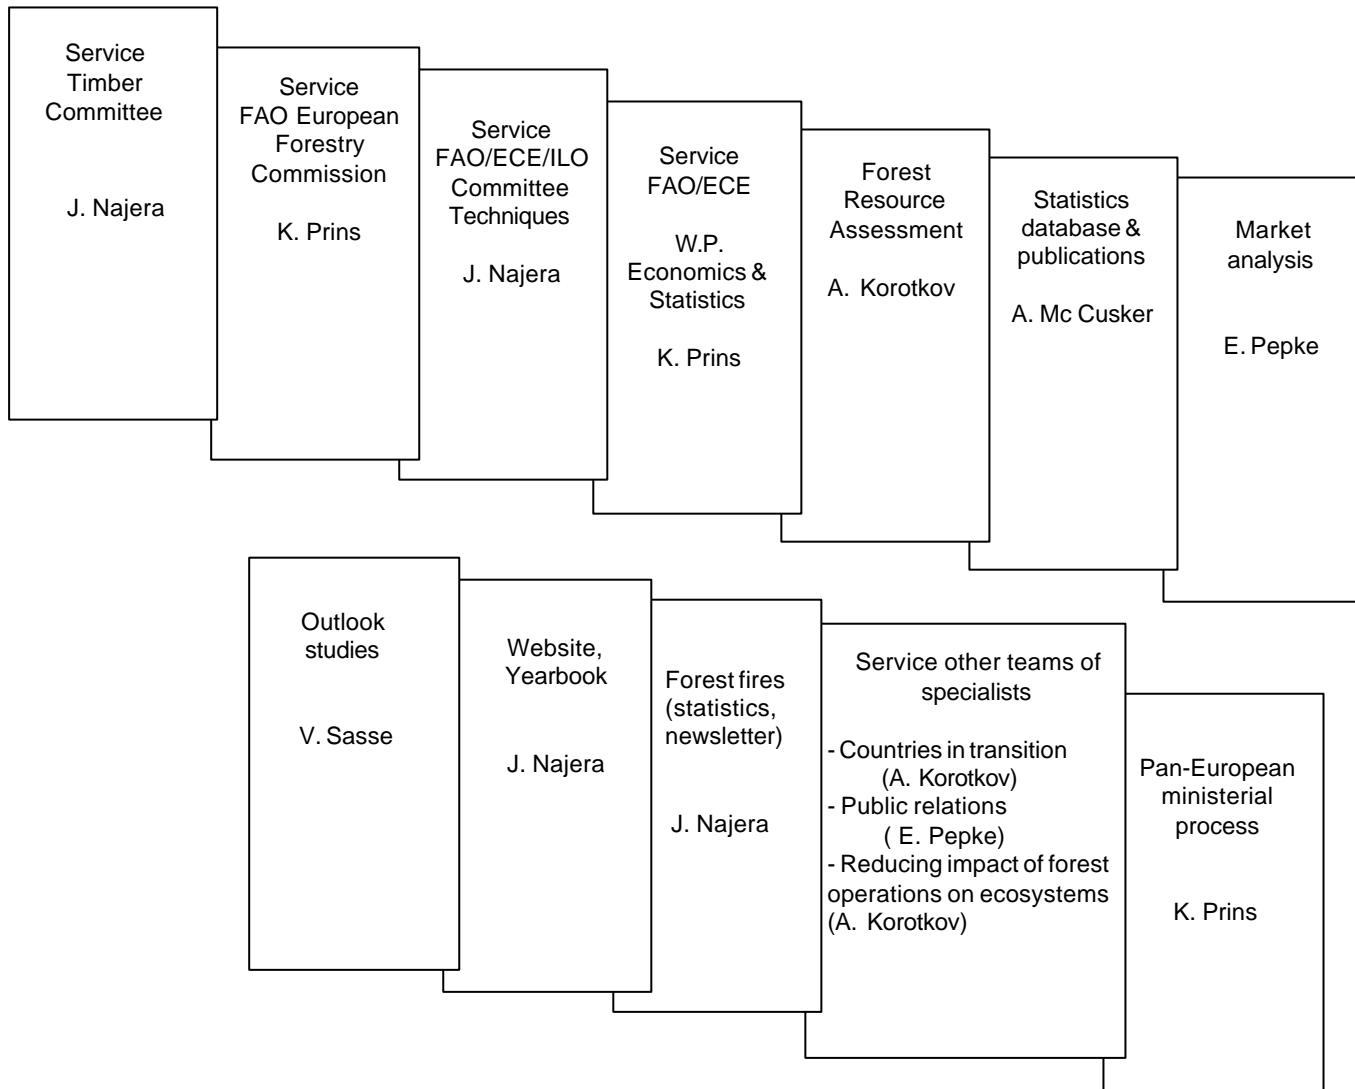 Service
Timber
Committee
J. Najera
Service
FAO European
Forestry
Commission
K. Prins
Service
FAO/ECE/ILO
Committee
Techniques
J. Najera
Service
FAO/ECE
W.P.
Economics &
Statistics
K. Prins
Forest
Resource
Assessment
A. Korotkov
Statistics
database &
publications
A. Mc Cusker
Market
analysis
E. Pepke
Outlook
studies
V. Sasse
Website,
Yearbook
J. Najera
Forest fires
(statistics,
newsletter)
J. Najera
Service other teams of
specialists
- Countries in transition
(A. Korotkov)
- Public relations
( E. Pepke)
- Reducing impact of forest
operations on ecosystems
(A. Korotkov)
Pan-European
ministerial
process
K. Prins